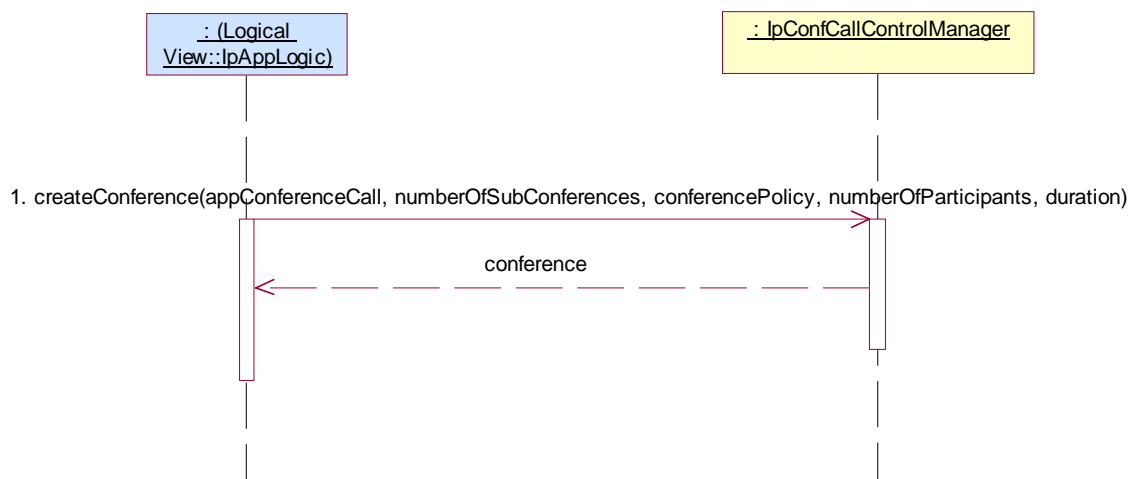 : (Logical
View::IpAppLogic)
: IpConfCallControlManager
1. createConference(appConferenceCall, numberOfSubConferences, conferencePolicy, numberOfParticipants, duration)
conference